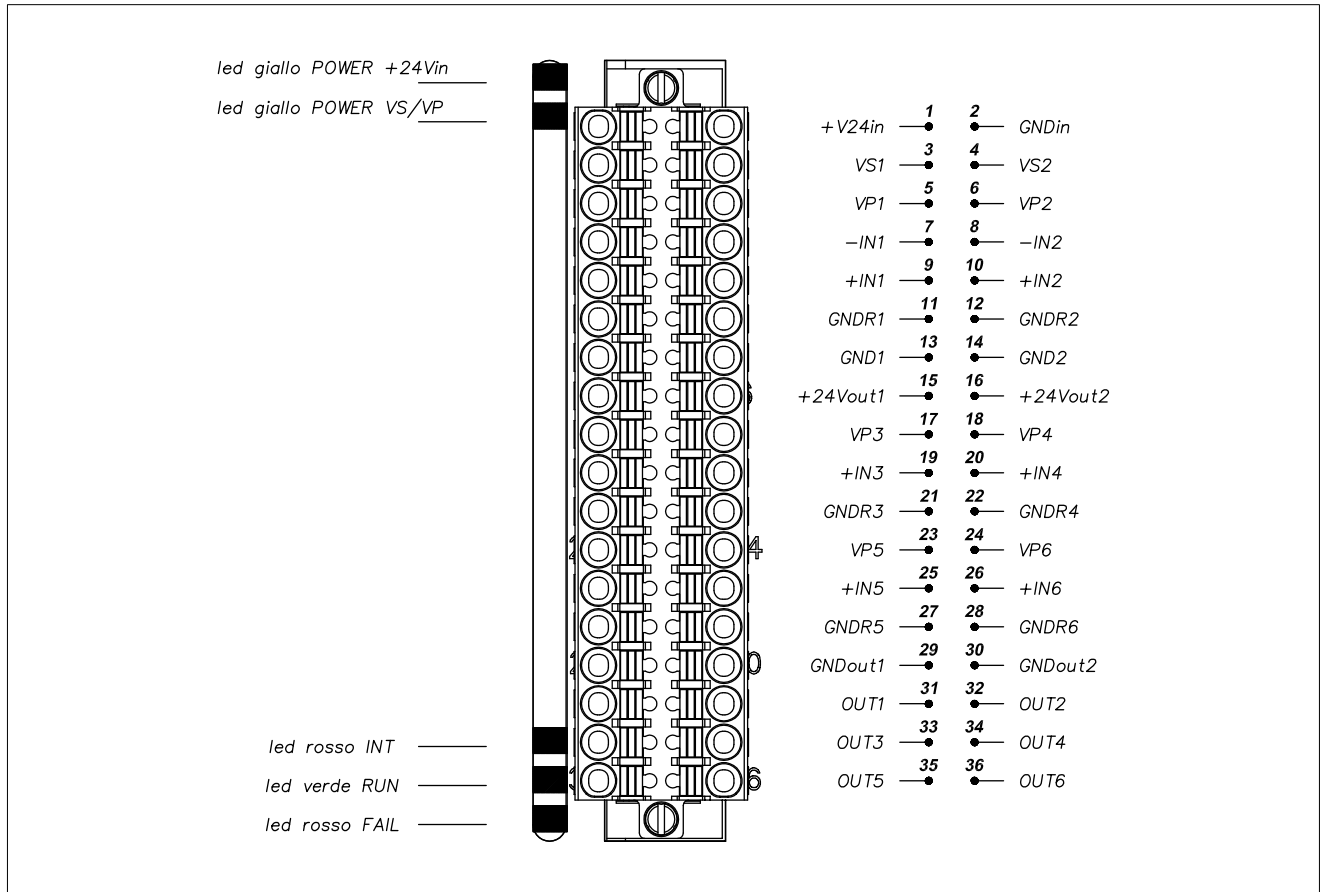 led giallo POWER +24Vin
led giallo POWER VS/VP
led rosso INT
led verde RUN
led rosso FAIL
4
0
6
1 2
+V24in GNDin
3 4
VS1 VS2
5 6
VP1 VP2
7 8
−IN1 −IN2
9 10
+IN1 +IN2
11 12
GNDR1 GNDR2
13 14
GND1 GND2
15 16
+24Vout1 +24Vout2
17 18
VP3 VP4
19 20
+IN3 +IN4
21 22
GNDR3 GNDR4
23 24
VP5 VP6
25 26
+IN5 +IN6
27 28
GNDR5 GNDR6
29 30
GNDout1 GNDout2
31 32
OUT1 OUT2
33 34
OUT3 OUT4
35 36
OUT5 OUT6